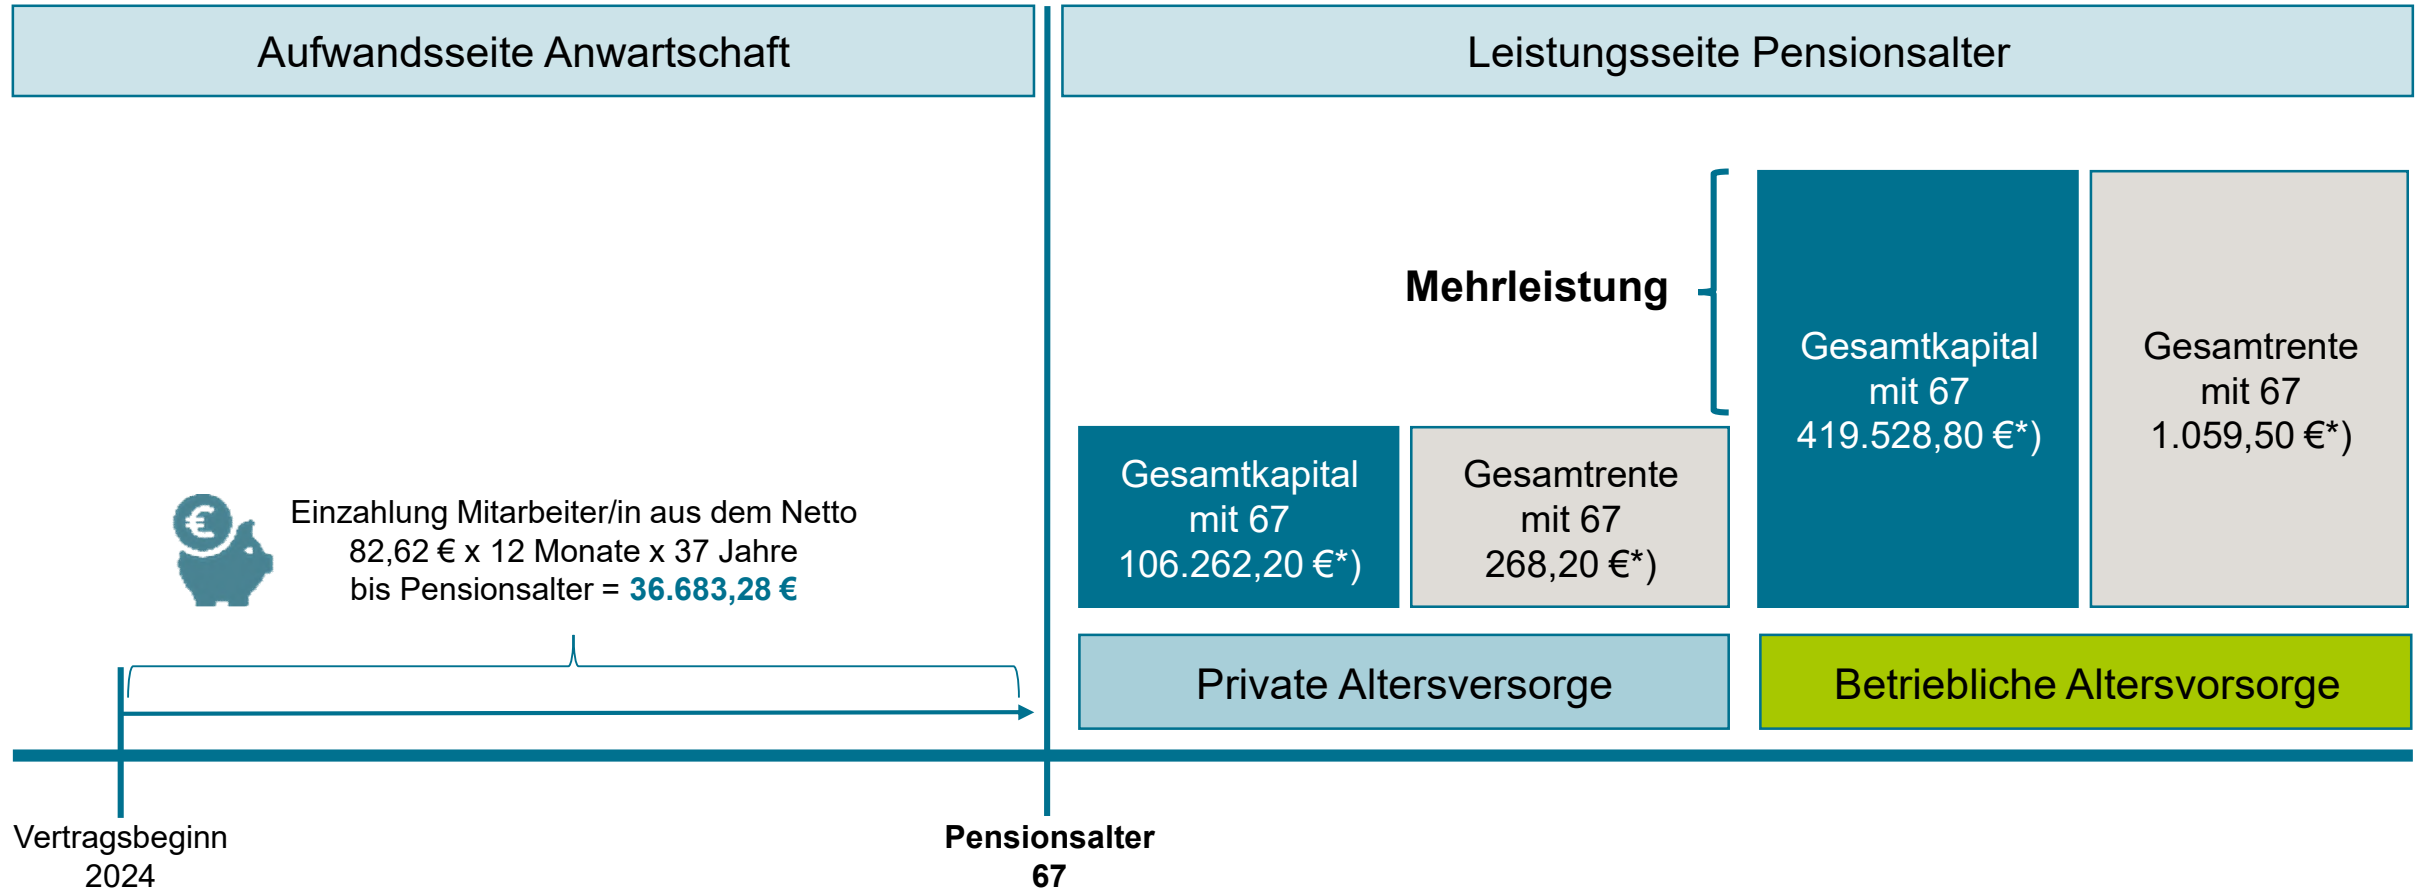 Aufwandsseite Anwartschaft
Leistungsseite Pensionsalter
Mehrleistung
Gesamtkapital
mit 67
419.528,80 €*)
Gesamtrente
mit 67
1.059,50 €*)
Gesamtkapital
mit 67
106.262,20 €*)
Gesamtrente
mit 67
268,20 €*)
€
Einzahlung Mitarbeiter/in aus dem Netto
82,62 € x 12 Monate x 37 Jahre
bis Pensionsalter = 36.683,28 €
Private Altersversorge
Betriebliche Altersvorsorge
Vertragsbeginn
2024
Pensionsalter
67